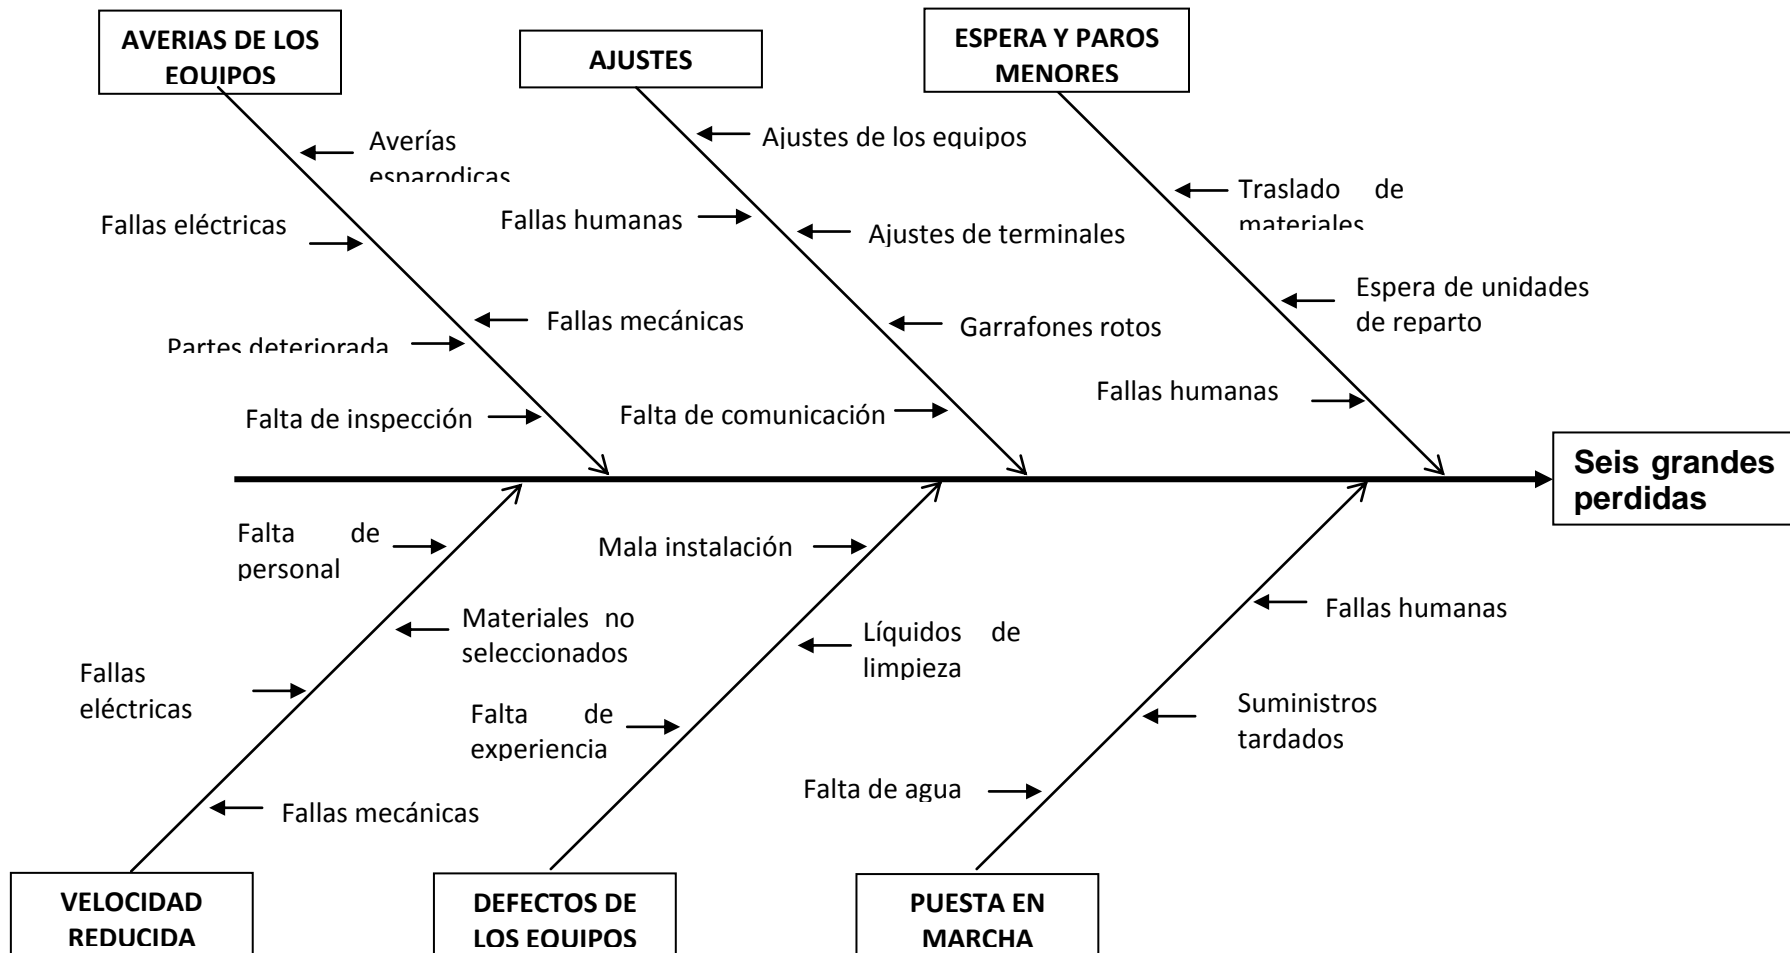 AVERIAS DE LOS
EQUIPOS
AJUSTES
ESPERA Y PAROS
MENORES
Averías
esparodicas
Ajustes de los equipos
Traslado de
materiales
Fallas eléctricas
Fallas humanas
Ajustes de terminales
Espera de unidades
de reparto
Fallas mecánicas
Garrafones rotos
Partes deteriorada
Fallas humanas
Falta de inspección
Falta de comunicación
Seis grandes
perdidas
Falta de
personal
Mala instalación
Materiales no
seleccionados
Líquidos de
limpieza
Fallas humanas
Fallas
eléctricas
Falta de
experiencia
Suministros
tardados
Fallas mecánicas
Falta de agua
VELOCIDAD
REDUCIDA
DEFECTOS DE
LOS EQUIPOS
PUESTA EN
MARCHA